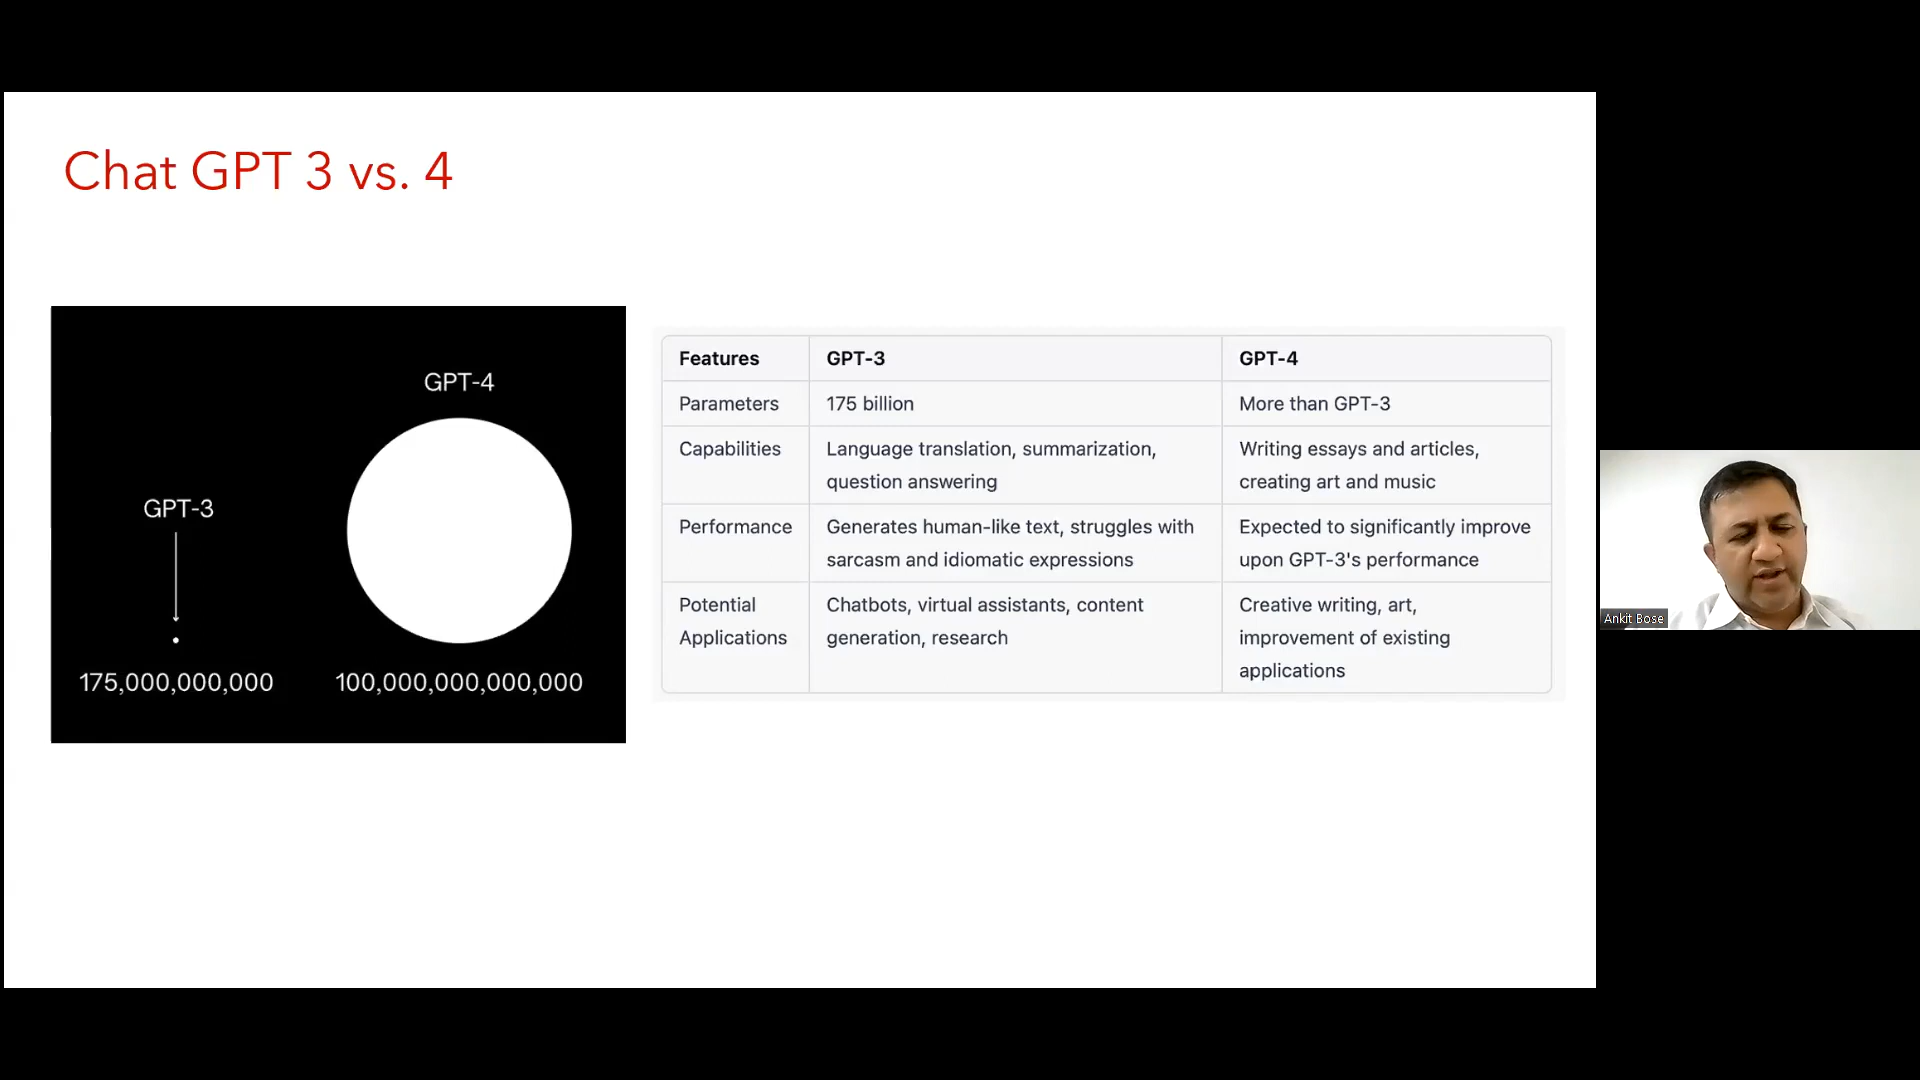 Chat GPT 3 vs. 4
GPT-4
GPT-3
175,000,000,000
100,000,000,000,000
Features GPT-3 GPT-4
Parameters 175 billion More than GPT-3
Capabilities Language translation, summarization, Writing essays and articles,
question answering creating art and music
Performance Generates human-like text, struggles with Expected to significantly improve
sarcasm and idiomatic expressions upon GPT-3's performance
Potential Chatbots, virtual assistants, content Creative writing, art,
Applications generation, research improvement of existing
applications
Ankit Bose